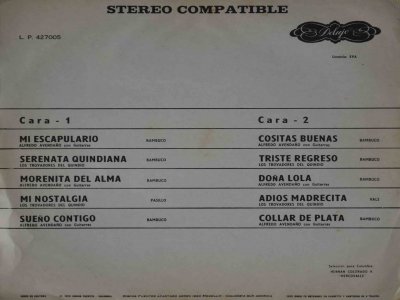 STEREO COMPATIBLE
L. P. 427005
Deluje
Cara - 1
MI ESCAPULARIO BAMBUCO
ALFREDO AVENDAÑO con Guitarras
SERENATA QUINDIANA BAMBUCO
LOS TROVADORES DEL QUINDIO
MORENITA DEL ALMA BAMBUCO
ALFREDO AVENDAÑO con Guitarras
MI NOSTALGIA PASILLO
LOS TROVADORES DEL QUINDIO
SUEÑO CONTIGO BAMBUCO
ALFREDO AVENDAÑO con Guitarras
Cara - 2
COSITAS BUENAS BAMBUCO
ALFREDO AVENDAÑO con Guitarras
TRISTE REGRESO BAMBUCO
LOS TROVADORES DEL QUINDIO
DOÑA LOLA BAMBUCO
ALFREDO AVENDAÑO con Guitarras
ADIOS MADRECITA VALS
LOS TROVADORES DEL QUINDIO
COLLAR DE PLATA BAMBUCO
ALFREDO AVENDAÑO con Guitarras
HERNAN COLORADO A.